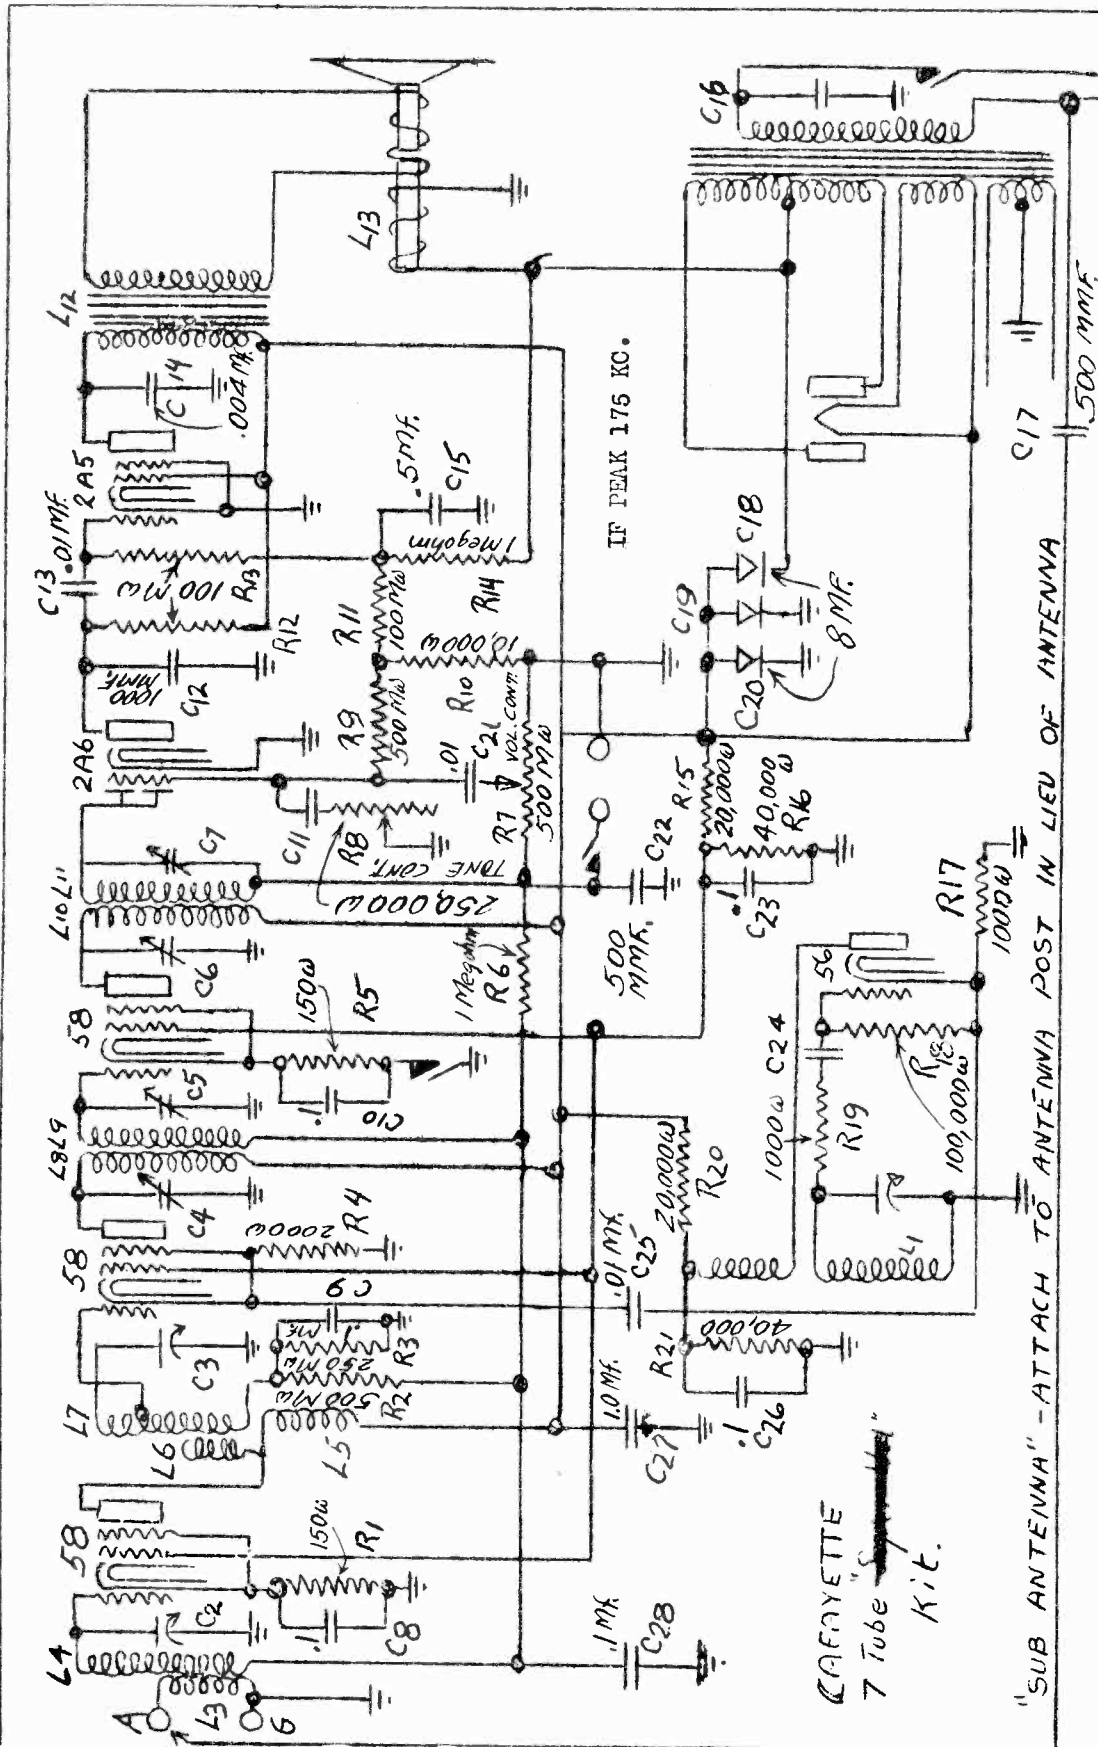 A
L3
G
L4
C2
58
.1
C8
150ω
R1
.1 Mf.
C28
L6
L7
L5
C3
58
500 MW
R2
250 MW
R3
.1 MF.
C9
2000ω
R4
C4
L8 L9
C5
58
.1
C10
150ω
R5
C6
L10 L11
C7
1 Megohm
R6
C11
R8
TONE CONT.
250,000ω
2A6
1000 MMF.
C12
R9
500 MW
.01
C21
VOL. CONT.
R7
500 MW
R10
10,000ω
R11
100 MW
R12
R13
100 MW
C13
.01 MF.
2A5
C14
.004 Mf.
.5 MF.
C15
1 Megohm
R14
L12
L13
IF PEAK 175 KC.
C16
C17
500 MMF.
C18
C19
C20
8 MF.
R15
20,000ω
40,000ω
R16
.1
C23
500 MMF.
C22
R17
1000ω
56
C24
1000ω
R19
R18
100,000ω
L1
R20
20,000ω
.01 Mf.
C25
R21
40,000
.1
C26
1.0 Mf.
C27
LAFAYETTE
7 Tube
Kit.
"SUB ANTENNA" - ATTACH TO ANTENNA POST IN LIEU OF ANTENNA